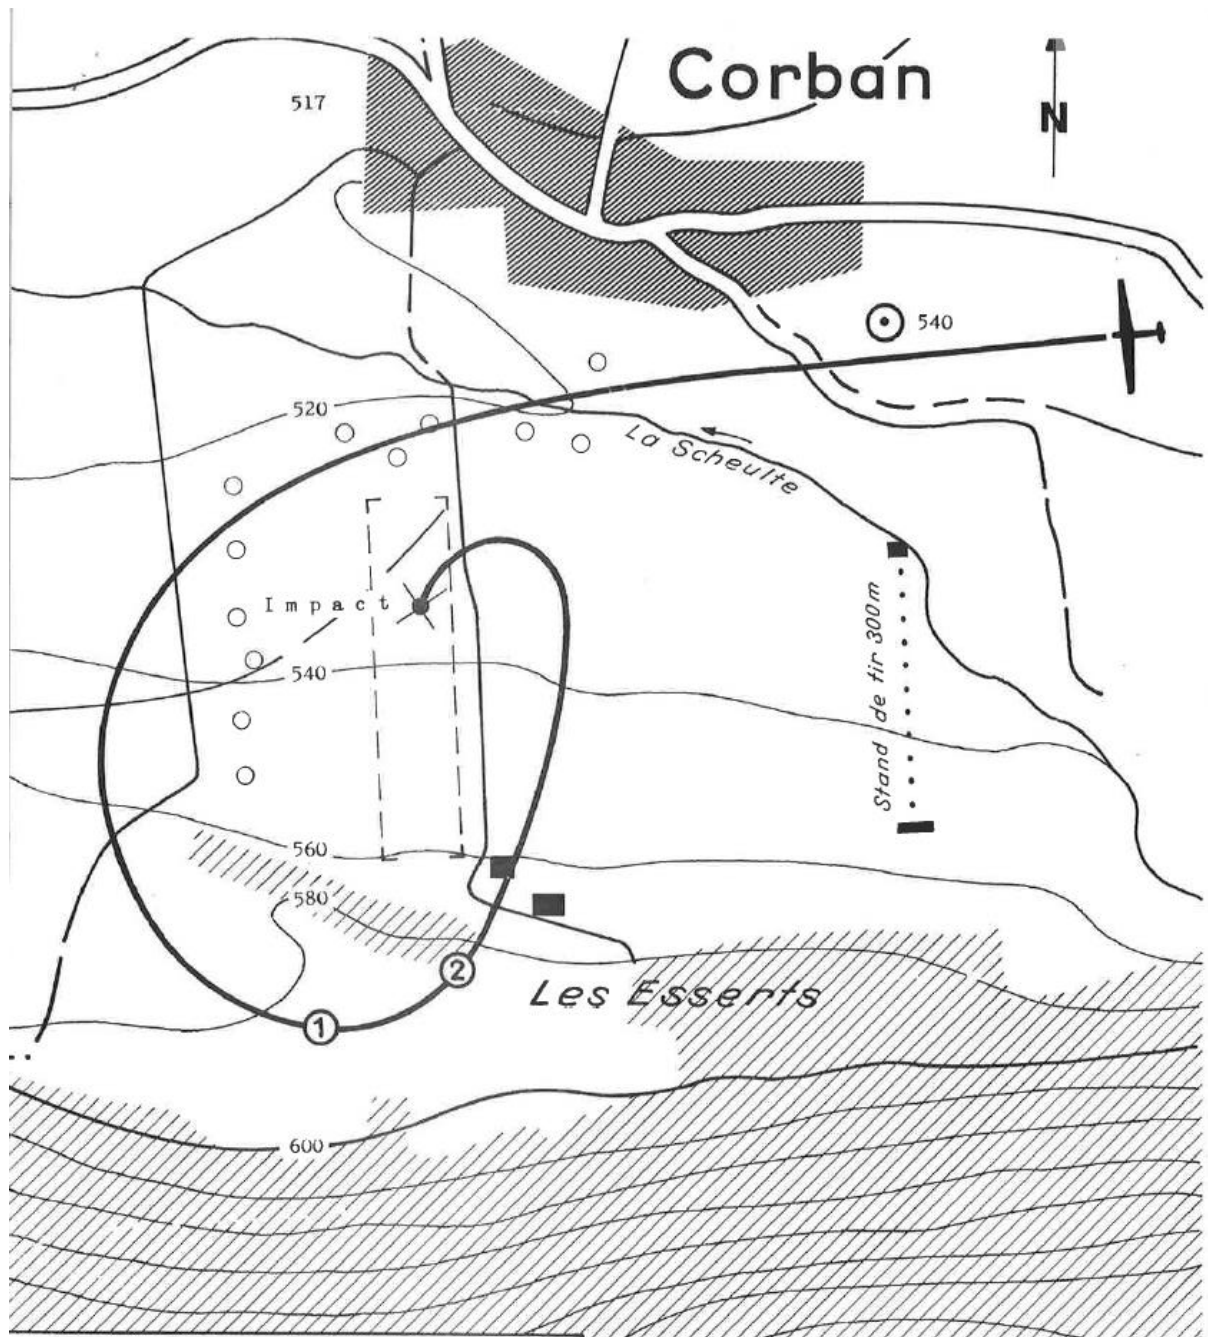 Corban
517
N
540
520
La Scheulte
Impact
540
Stand de tir 300m
560
580
2
Les Esserts
1
600